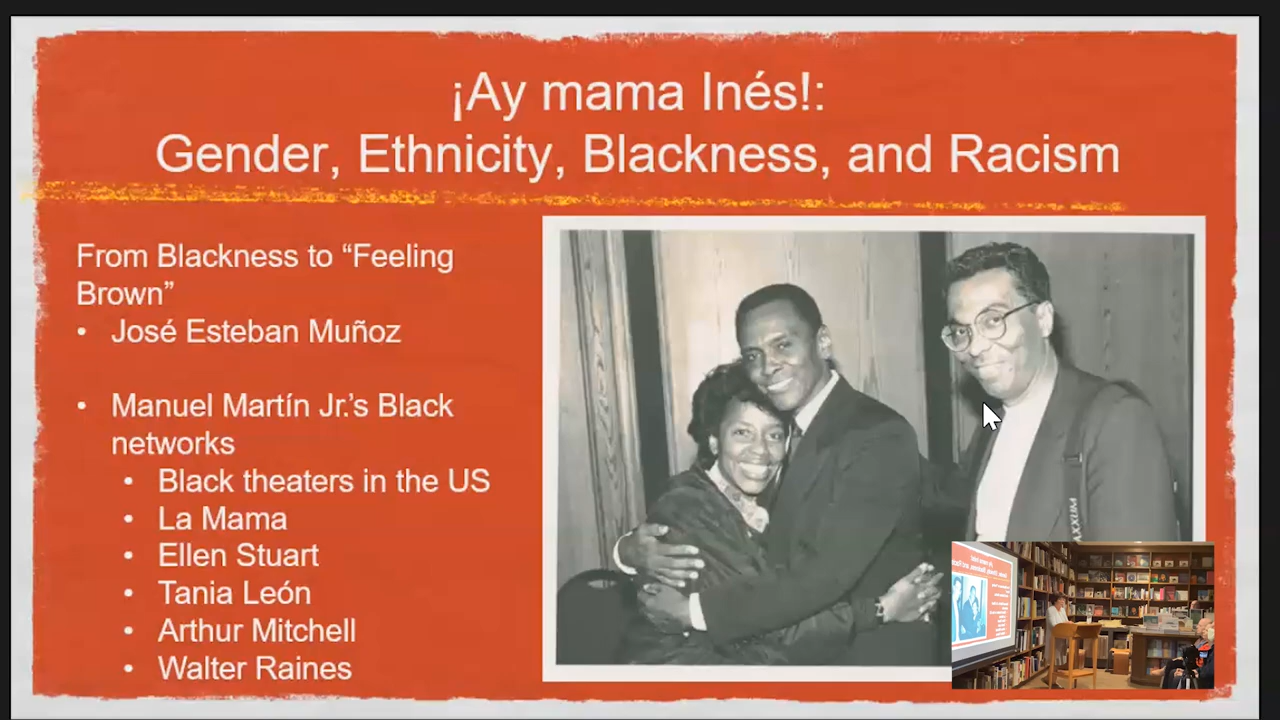 ¡Ay mama Inés!:
Gender, Ethnicity, Blackness, and Racism
From Blackness to “Feeling
Brown”
• José Esteban Muñoz
• Manuel Martín Jr.’s Black
networks
• Black theaters in the US
• La Mama
• Ellen Stuart
• Tania León
• Arthur Mitchell
• Walter Raines